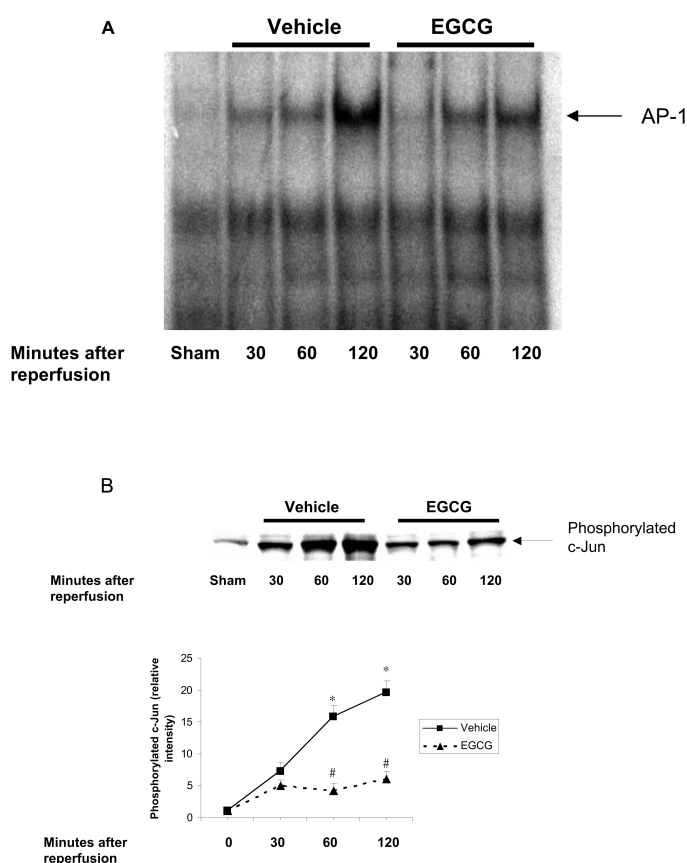 A
Vehicle EGCG
AP-1
Minutes after
reperfusion
Sham 30 60 120 30 60 120
B
Vehicle EGCG
Phosphorylated
c-Jun
Minutes after
reperfusion
Sham 30 60 120 30 60 120
Phosphorylated c-Jun (relative
intensity)
25
20
15
10
5
0
*
*
#
#
Vehicle
EGCG
Minutes after
reperfusion
0 30 60 120